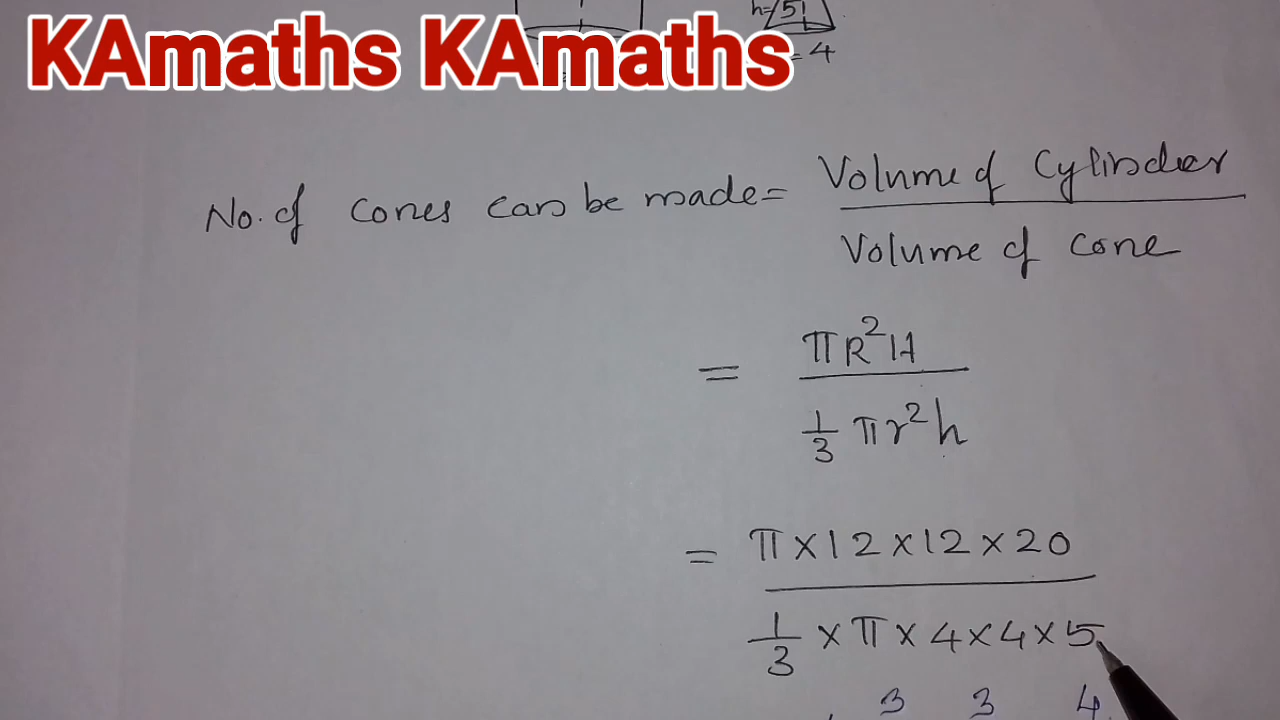 h=5
= 4
KAmaths KAmaths
No. of cones can be made = Volume of Cylinder
Volume of cone
= πR²H
1/3 πr²h
= π×12×12×20
1/3 × π × 4×4×5
3 3 4